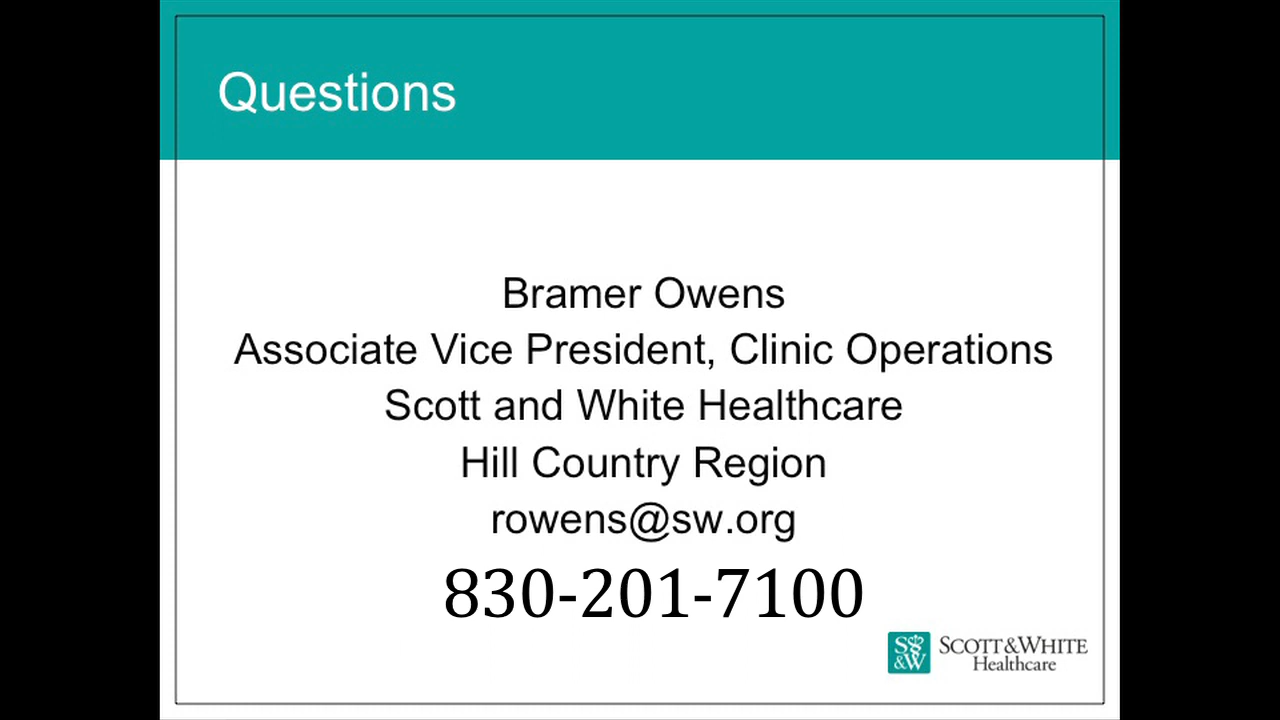 Questions
Bramer Owens
Associate Vice President, Clinic Operations
Scott and White Healthcare
Hill Country Region
rowens@sw.org
830-201-7100
S&W
SCOTT&WHITE
Healthcare